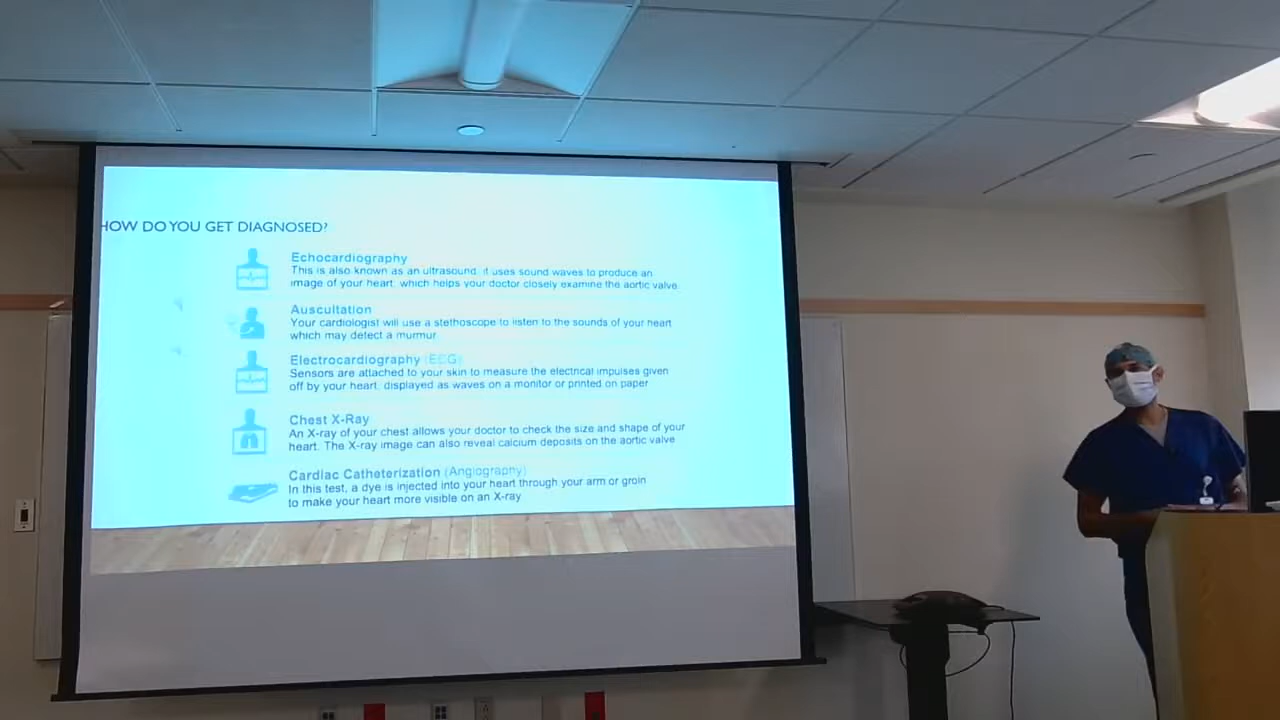 HOW DO YOU GET DIAGNOSED?
Echocardiography
This is also known as an ultrasound. it uses sound waves to produce an
image of your heart, which helps your doctor closely examine the aortic valve.
Auscultation
Your cardiologist will use a stethoscope to listen to the sounds of your heart
which may detect a murmur
Electrocardiography (ECG)
Sensors are attached to your skin to measure the electrical impulses given
off by your heart, displayed as waves on a monitor or printed on paper
Chest X-Ray
An X-ray of your chest allows your doctor to check the size and shape of your
heart. The X-ray image can also reveal calcium deposits on the aortic valve
Cardiac Catheterization (Angiography)
In this test, a dye is injected into your heart through your arm or groin
to make your heart more visible on an X-ray